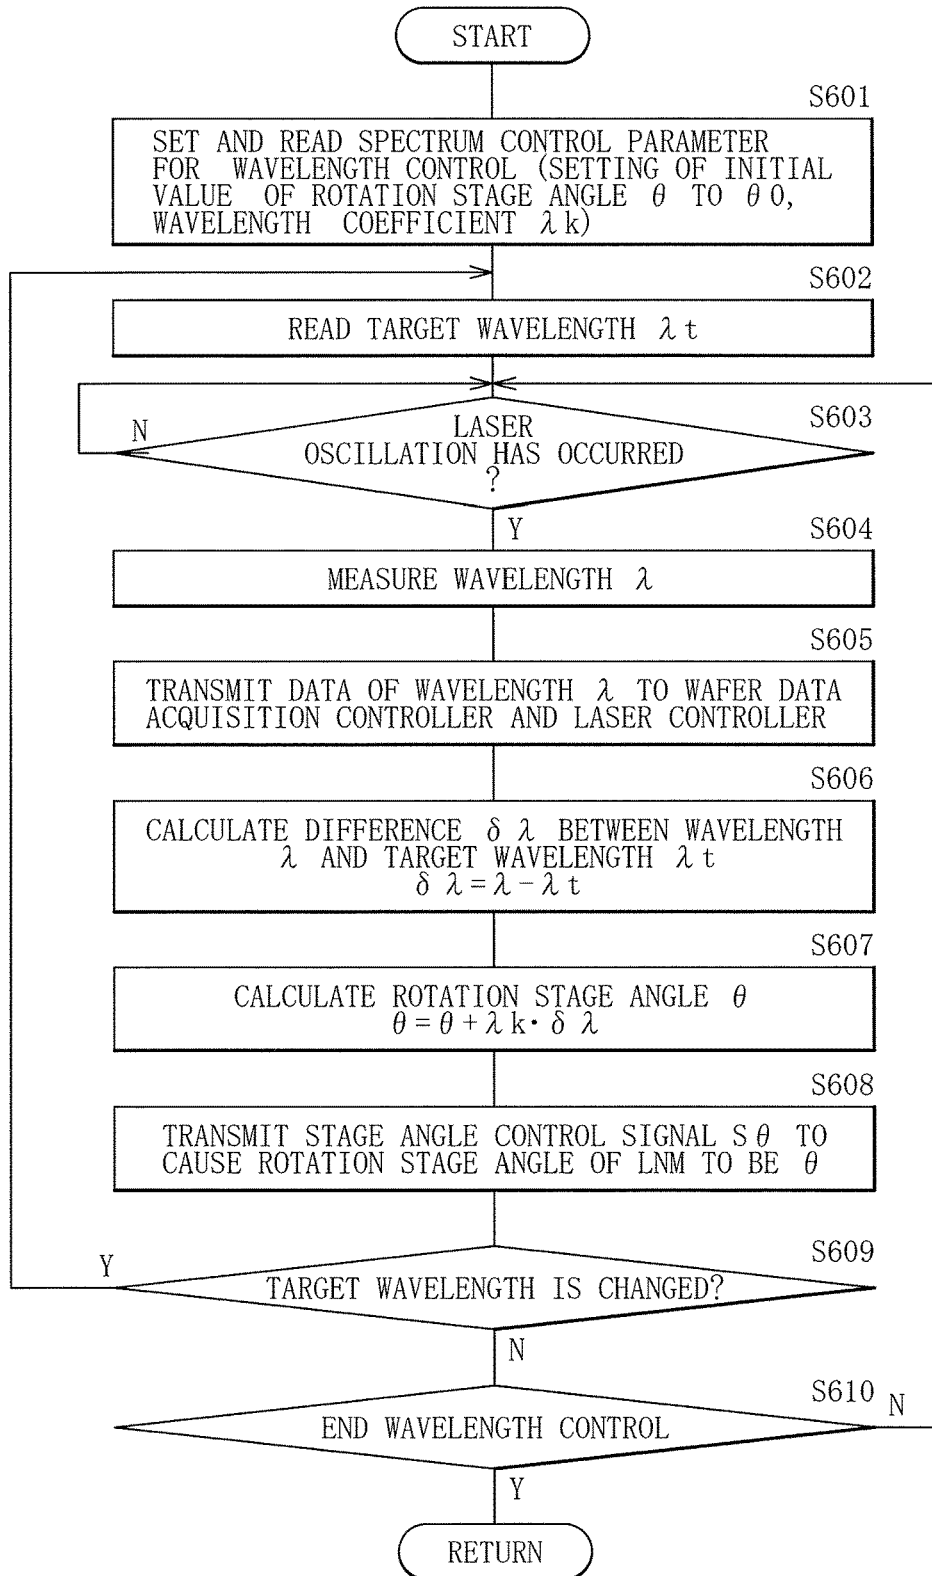 START
S601
SET AND READ SPECTRUM CONTROL PARAMETER
FOR WAVELENGTH CONTROL (SETTING OF INITIAL
VALUE OF ROTATION STAGE ANGLE θ TO θ0,
WAVELENGTH COEFFICIENT λk)
S602
READ TARGET WAVELENGTH λt
S603
N
LASER
OSCILLATION HAS OCCURRED
?
Y
S604
MEASURE WAVELENGTH λ
S605
TRANSMIT DATA OF WAVELENGTH λ TO WAFER DATA
ACQUISITION CONTROLLER AND LASER CONTROLLER
S606
CALCULATE DIFFERENCE δλ BETWEEN WAVELENGTH
λ AND TARGET WAVELENGTH λt
δλ=λ-λt
S607
CALCULATE ROTATION STAGE ANGLE θ
θ=θ+λk·δλ
S608
TRANSMIT STAGE ANGLE CONTROL SIGNAL Sθ TO
CAUSE ROTATION STAGE ANGLE OF LNM TO BE θ
S609
Y
TARGET WAVELENGTH IS CHANGED?
N
S610
N
END WAVELENGTH CONTROL
Y
RETURN